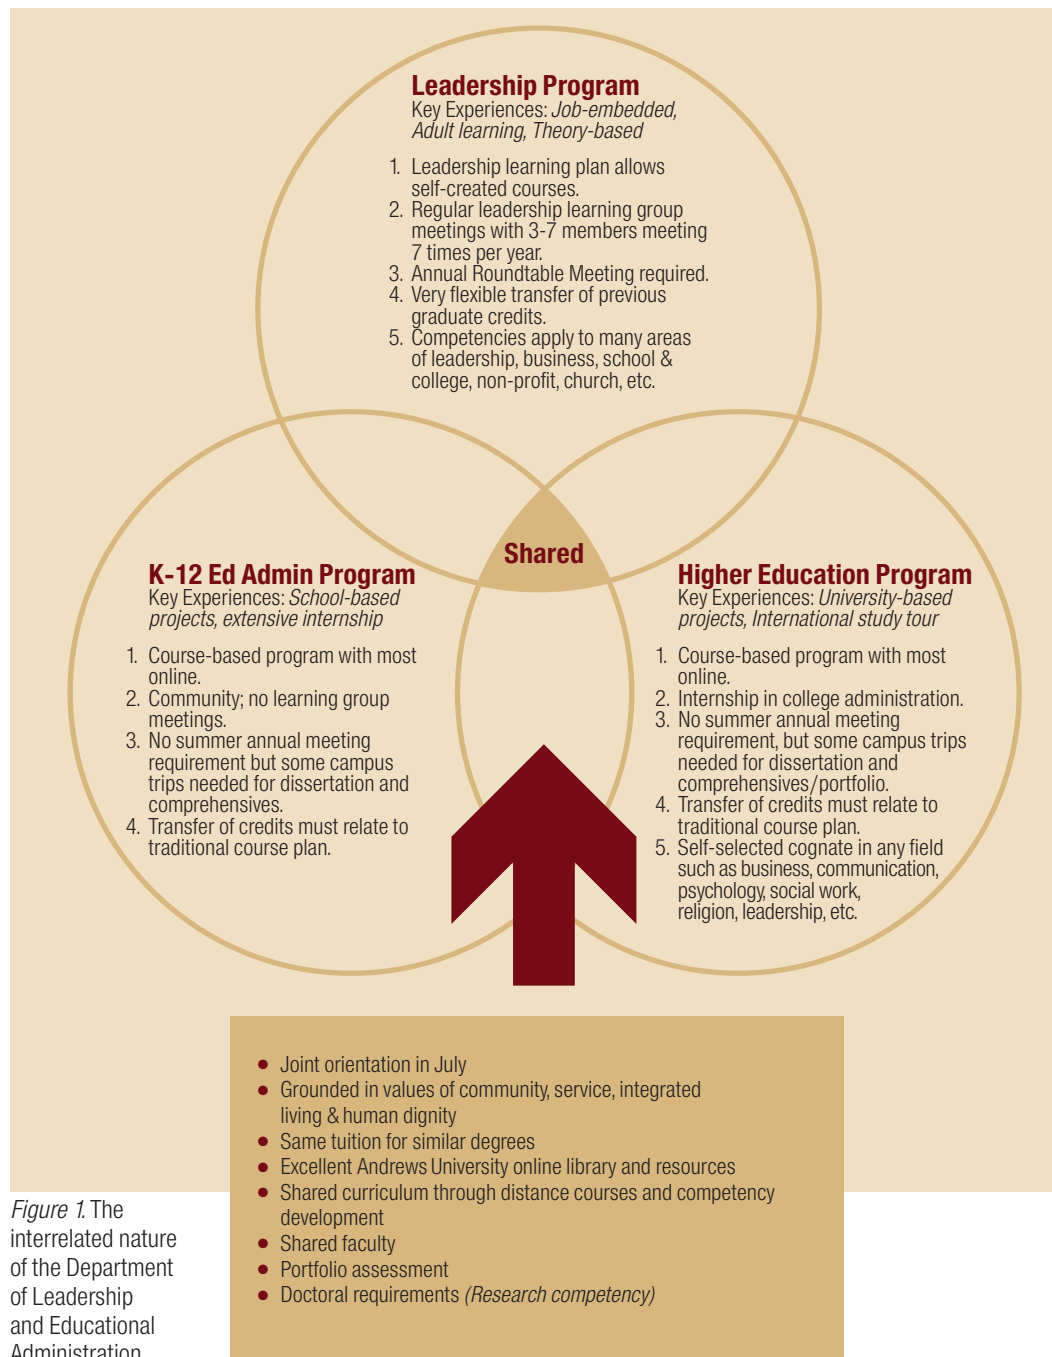 Leadership Program
Key Experiences: Job-embedded,
Adult learning, Theory-based
1. Leadership learning plan allows
self-created courses.
2. Regular leadership learning group
meetings with 3-7 members meeting
7 times per year.
3. Annual Roundtable Meeting required.
4. Very flexible transfer of previous
graduate credits.
5. Competencies apply to many areas
of leadership, business, school &
college, non-profit, church, etc.
Shared
K-12 Ed Admin Program
Key Experiences: School-based
projects, extensive internship
1. Course-based program with most
online.
2. Community; no learning group
meetings.
3. No summer annual meeting
requirement but some campus
trips needed for dissertation and
comprehensives.
4. Transfer of credits must relate to
traditional course plan.
Higher Education Program
Key Experiences: University-based
projects, International study tour
1. Course-based program with most
online.
2. Internship in college administration.
3. No summer annual meeting
requirement, but some campus trips
needed for dissertation and
comprehensives/portfolio.
4. Transfer of credits must relate to
traditional course plan.
5. Self-selected cognate in any field
such as business, communication,
psychology, social work,
religion, leadership, etc.
• Joint orientation in July
• Grounded in values of community, service, integrated
living & human dignity
• Same tuition for similar degrees
• Excellent Andrews University online library and resources
• Shared curriculum through distance courses and competency
development
• Shared faculty
• Portfolio assessment
• Doctoral requirements (Research competency)
Figure 1. The
interrelated nature
of the Department
of Leadership
and Educational
Administration